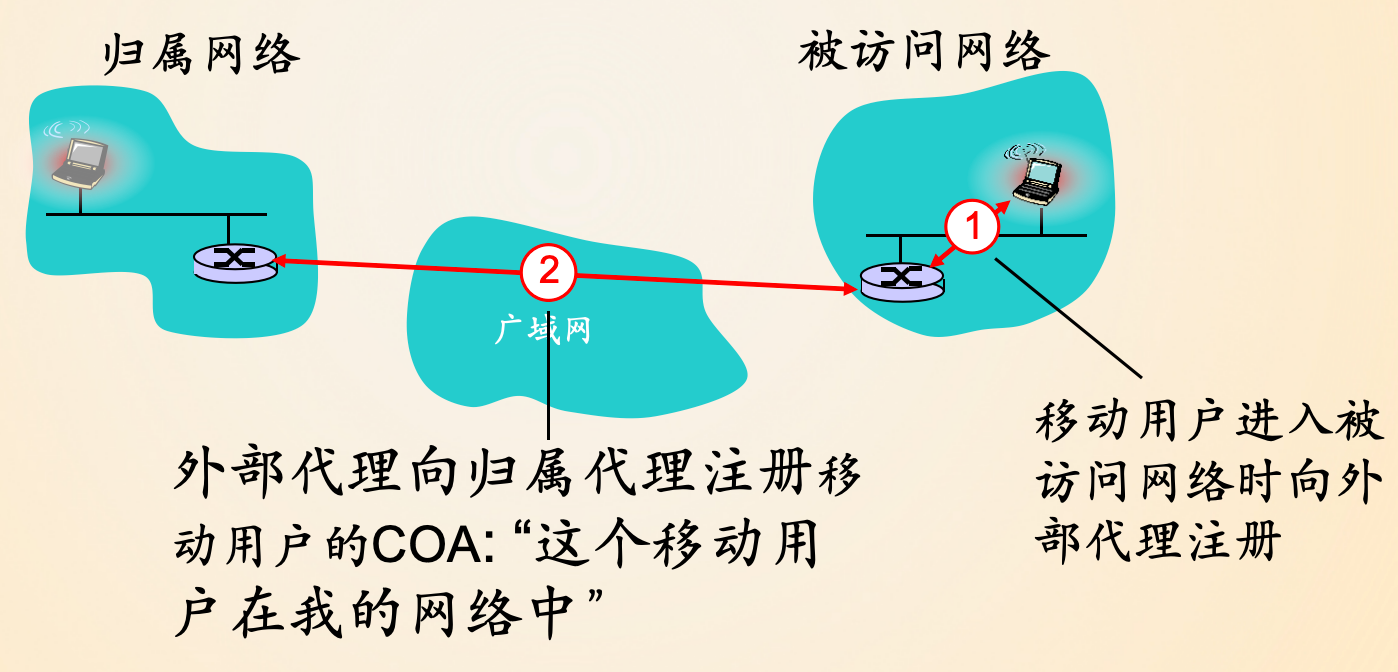 归属网络
被访问网络
1
2
广域网
外部代理向归属代理注册移
动用户的COA: “这个移动用
户在我的网络中”
移动用户进入被
访问网络时向外
部代理注册